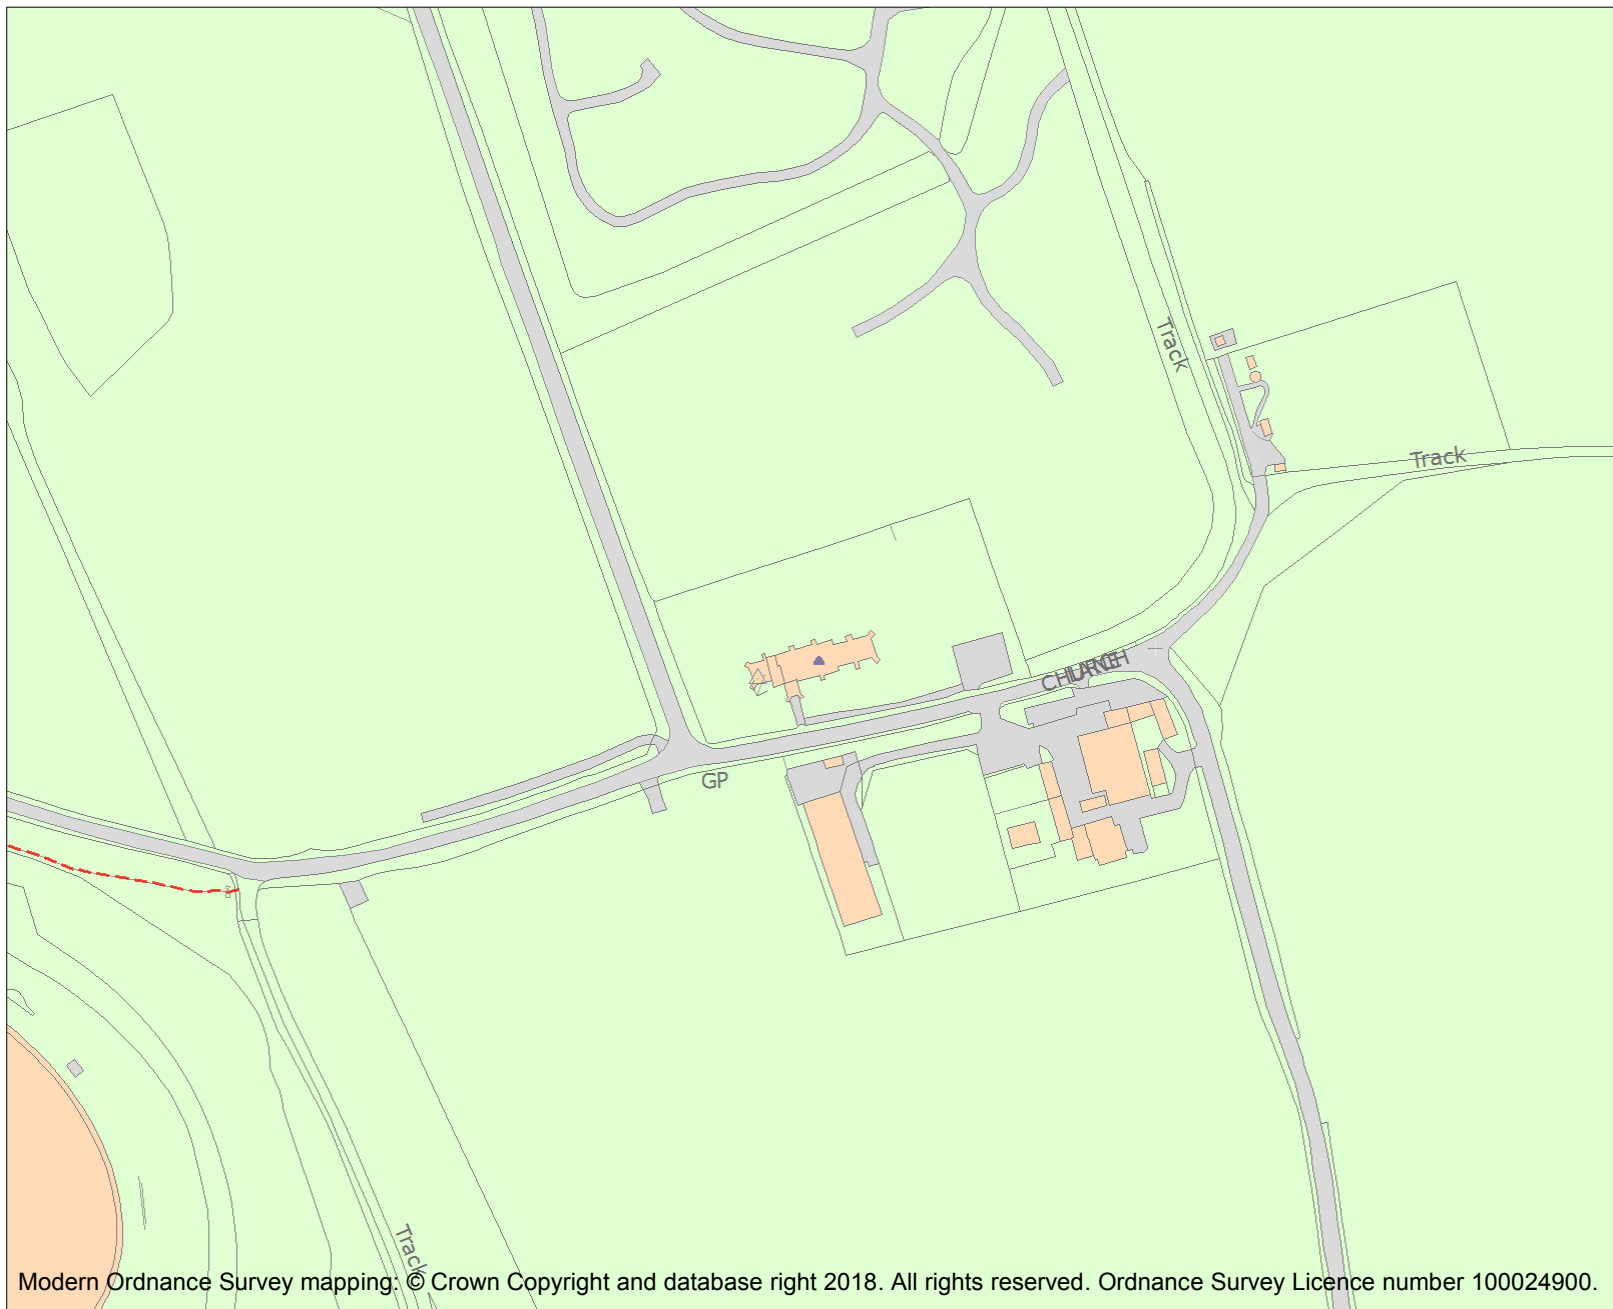 Track
Track
GP
Track
Modern Ordnance Survey mapping: © Crown Copyright and database right 2018. All rights reserved. Ordnance Survey Licence number 100024900.